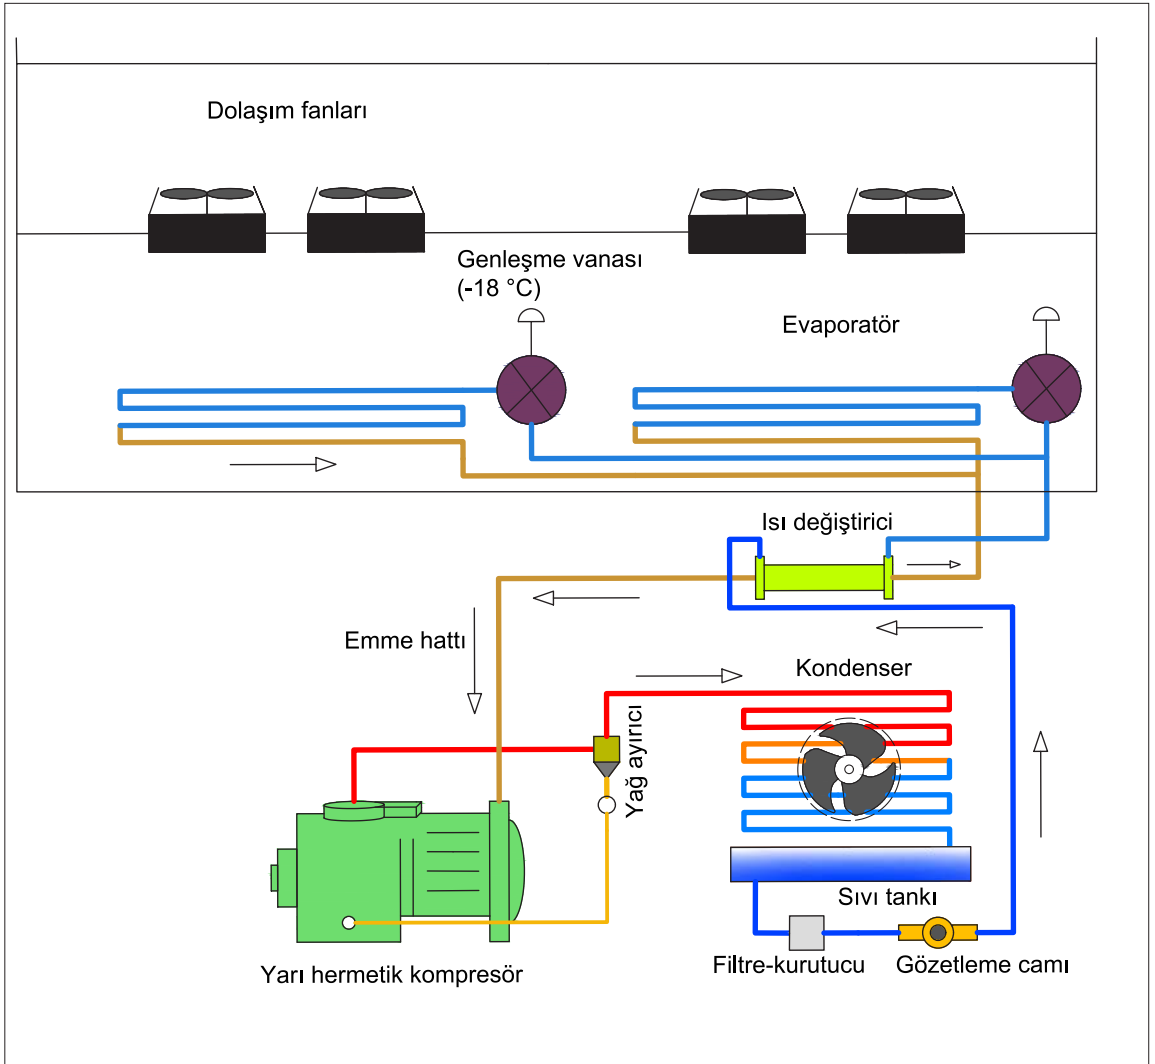 Dolaşım fanları
Genleşme vanası
(-18 °C)
Evaporatör
Isı değiştirici
Emme hattı
Kondenser
Yağ ayırıcı
Sıvı tankı
Filtre-kurutucu
Gözetleme camı
Yarı hermetik kompresör